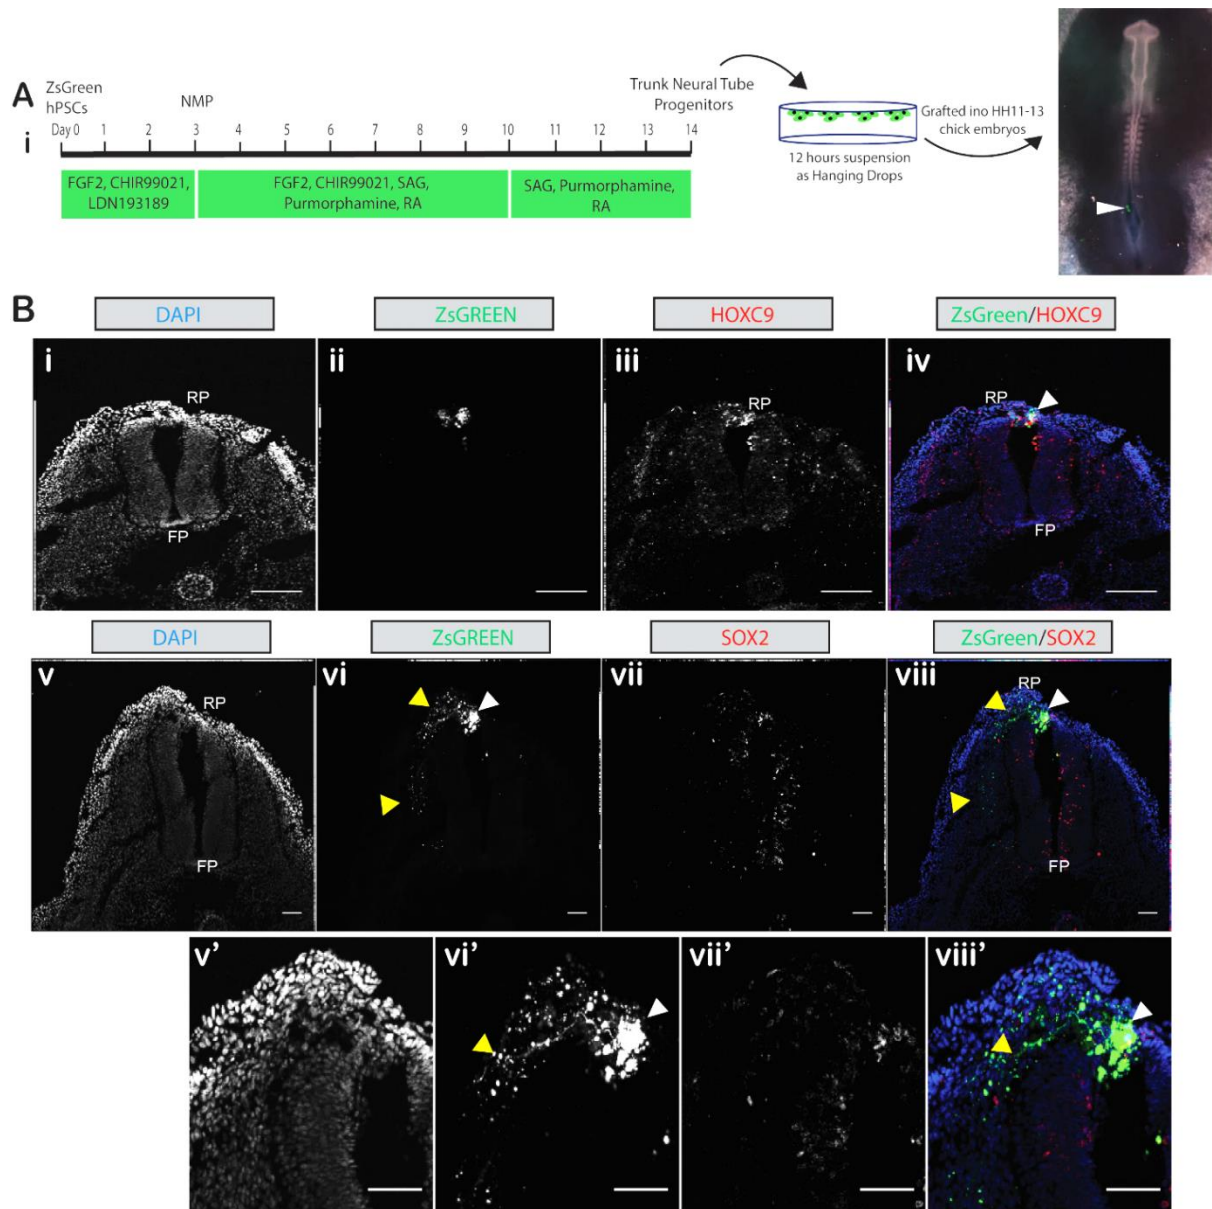 A
i
ZsGreen
hPSCs
NMP
Day 0 1 2 3 4 5 6 7 8 9 10 11 12 13 14
FGF2, CHIR99021,
LDN193189
FGF2, CHIR99021, SAG,
Purmorphamine, RA
SAG, Purmorphamine,
RA
Trunk Neural Tube
Progenitors
12 hours suspension
as Hanging Drops
Grafted ino HH11-13
chick embryos
B
DAPI
ZsGREEN
HOXC9
ZsGreen/HOXC9
i
RP
FP
ii
iii
RP
iv
RP
FP
DAPI
ZsGREEN
SOX2
ZsGreen/SOX2
v
RP
FP
vi
vii
viii
RP
FP
v'
vi'
vii'
viii'